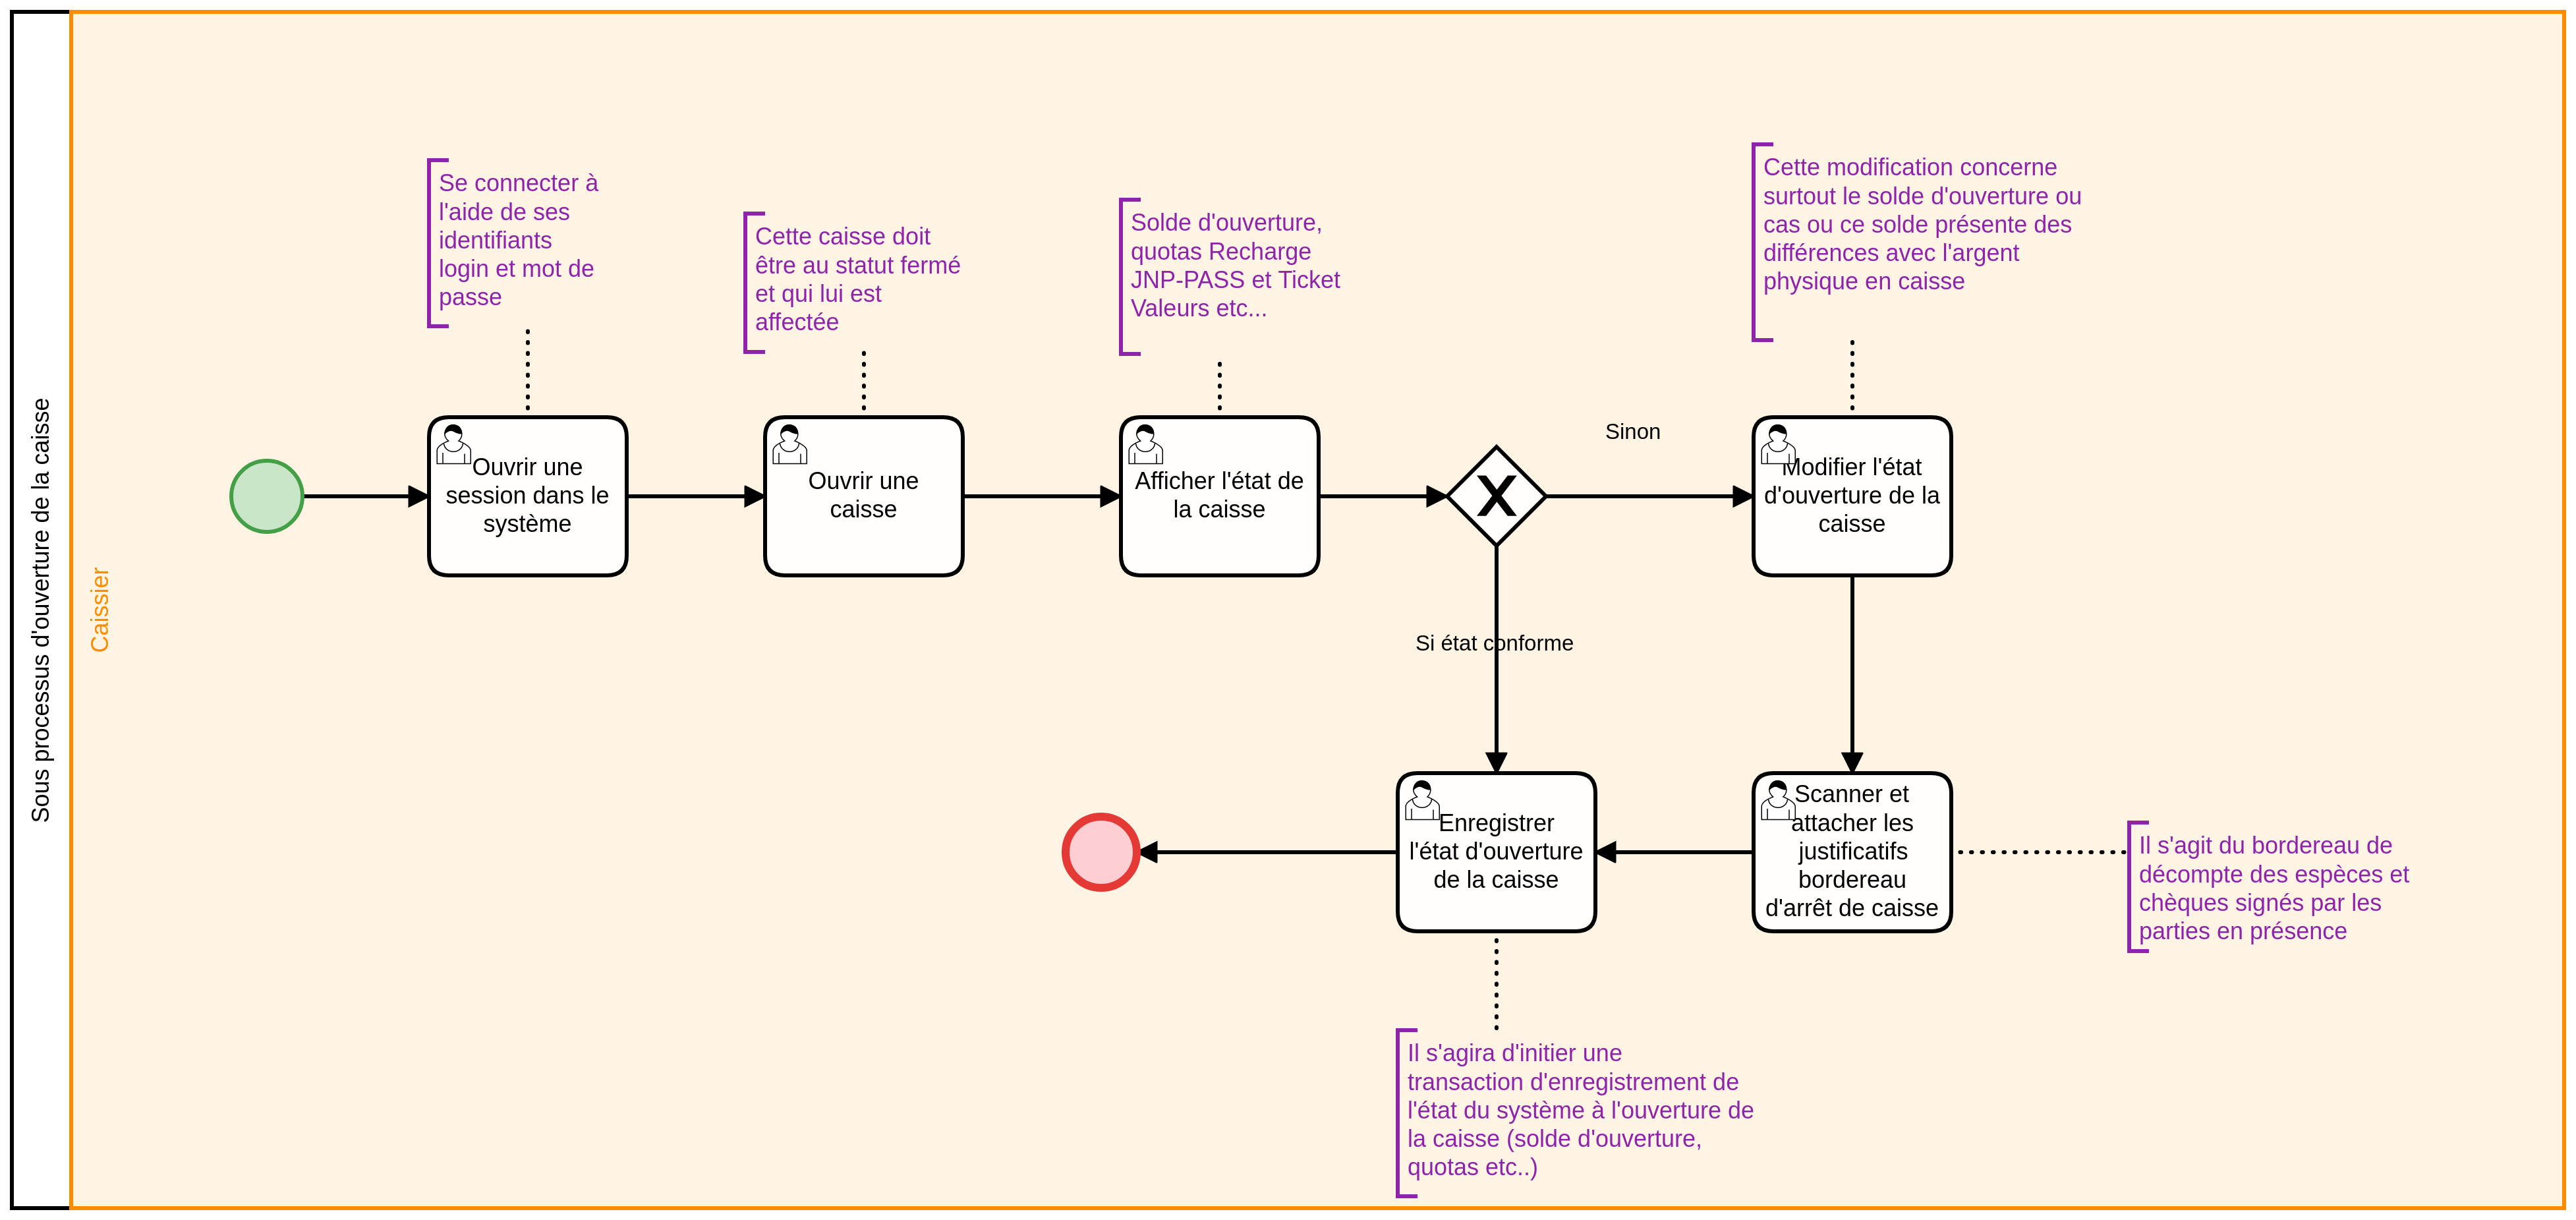 Sous processus d'ouverture de la caisse
Caissier
Se connecter à
l'aide de ses
identifiants
login et mot de
passe
Cette caisse doit
être au statut fermé
et qui lui est
affectée
Solde d'ouverture,
quotas Recharge
JNP-PASS et Ticket
Valeurs etc...
Cette modification concerne
surtout le solde d'ouverture ou
cas ou ce solde présente des
différences avec l'argent
physique en caisse
Ouvrir une
session dans le
système
Ouvrir une
caisse
Afficher l'état de
la caisse
X
Sinon
Modifier l'état
d'ouverture de la
caisse
Si état conforme
Enregistrer
l'état d'ouverture
de la caisse
Scanner et
attacher les
justificatifs
bordereau
d'arrêt de caisse
Il s'agit du bordereau de
décompte des espèces et
chèques signés par les
parties en présence
Il s'agira d'initier une
transaction d'enregistrement de
l'état du système à l'ouverture de
la caisse (solde d'ouverture,
quotas etc..)